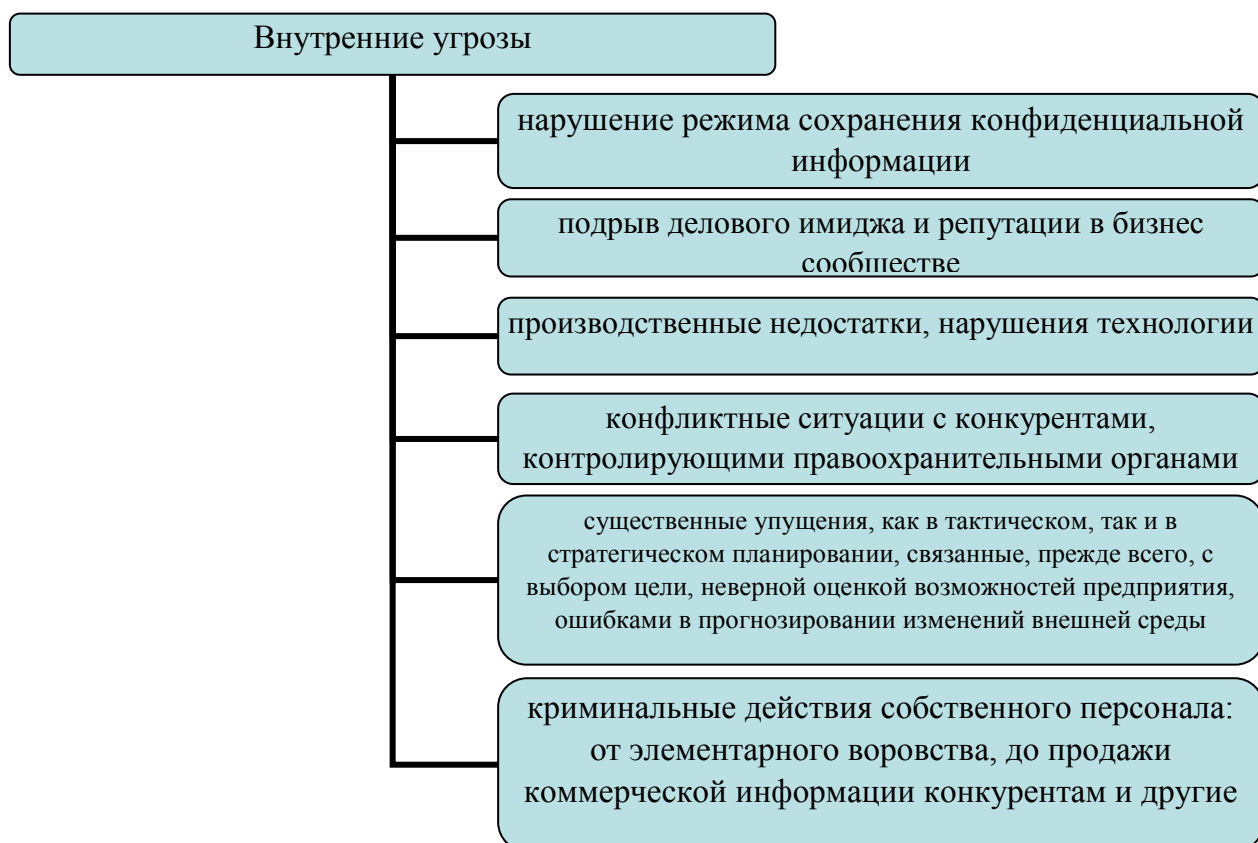 Внутренние угрозы
нарушение режима сохранения конфиденциальной
информации
подрыв делового имиджа и репутации в бизнес
сообществе
производственные недостатки, нарушения технологии
конфликтные ситуации с конкурентами,
контролирующими правоохранительными органами
существенные упущения, как в тактическом, так и в
стратегическом планировании, связанные, прежде всего, с
выбором цели, неверной оценкой возможностей предприятия,
ошибками в прогнозировании изменений внешней среды
криминальные действия собственного персонала:
от элементарного воровства, до продажи
коммерческой информации конкурентам и другие